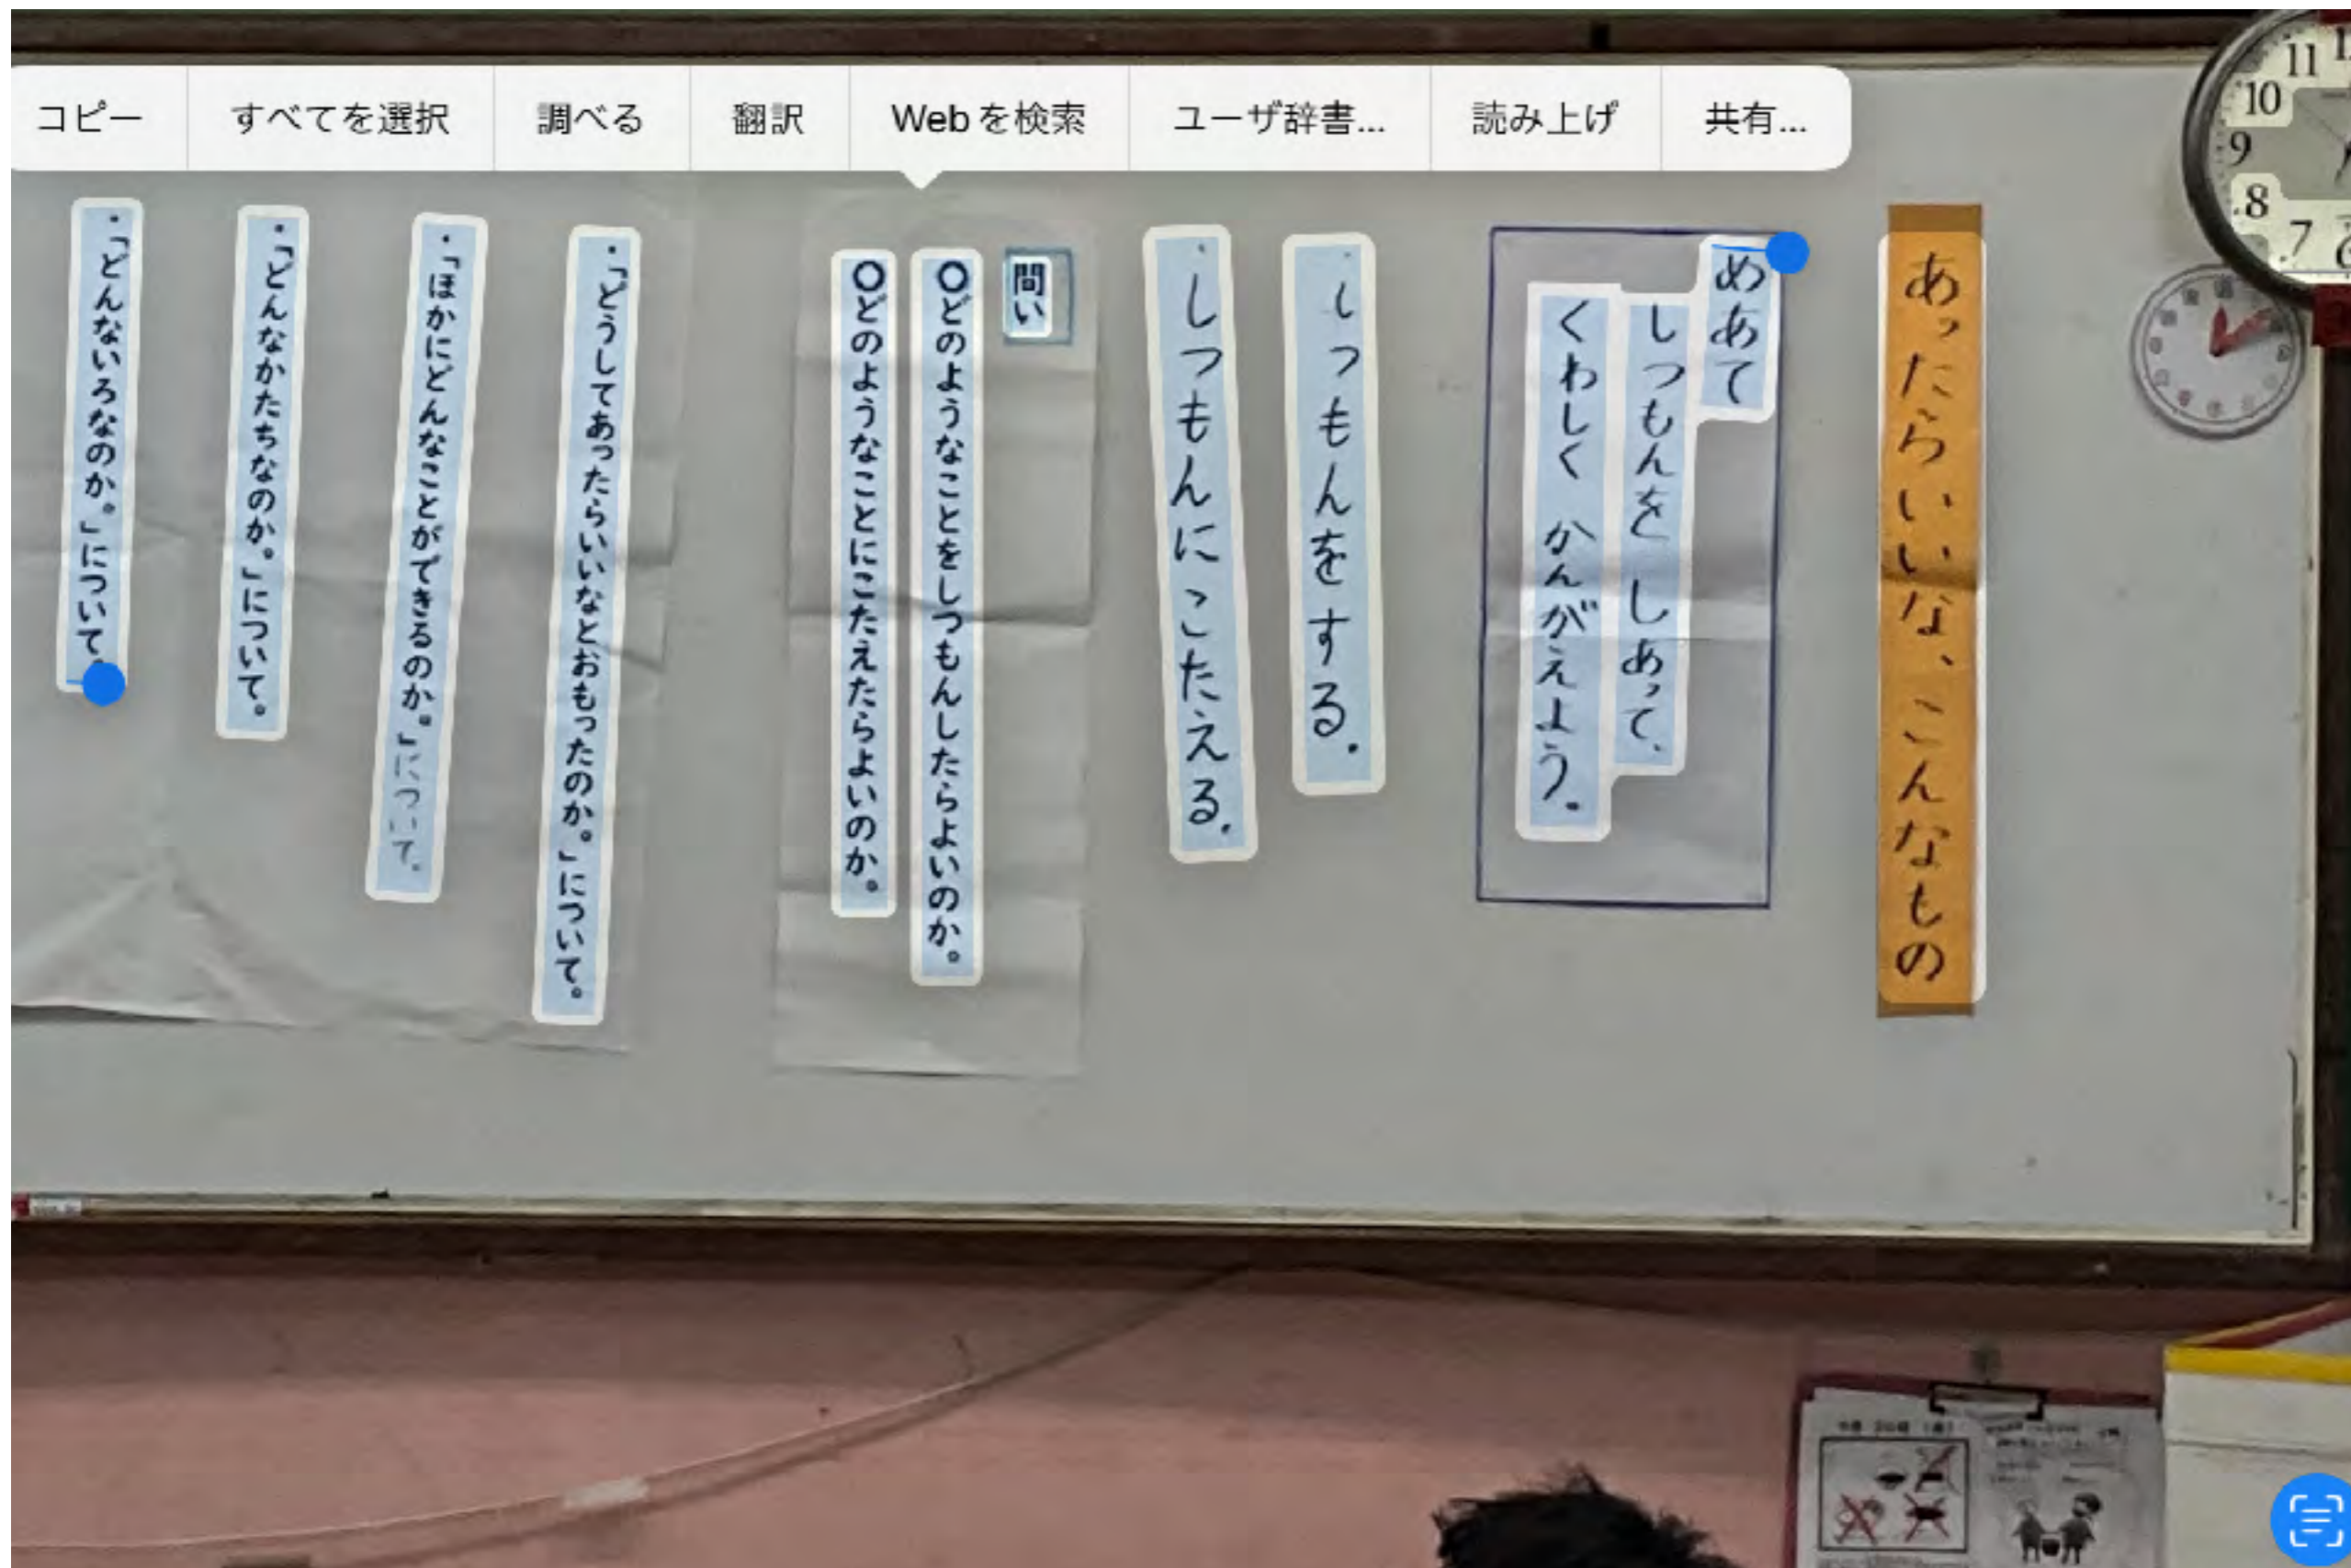 コピー
すべてを選択
調べる
翻訳
Webを検索
ユーザ辞書...
読み上げ
共有...
あったらいいな、こんなもの
めあて
しつもんを しあって、
くわしく かんがえよう。
・しつもんをする。
・しつもんにこたえる。
問い
○どのようなことをしつもんしたらよいのか。
○どのようなことにこたえたらよいのか。
・「どうしてあったらいいなとおもったのか。」について。
・「ほかにどんなことができるのか。」について。
・「どんなかたちなのか。」について。
・「どんないろなのか。」について。
11
10
9
8
7